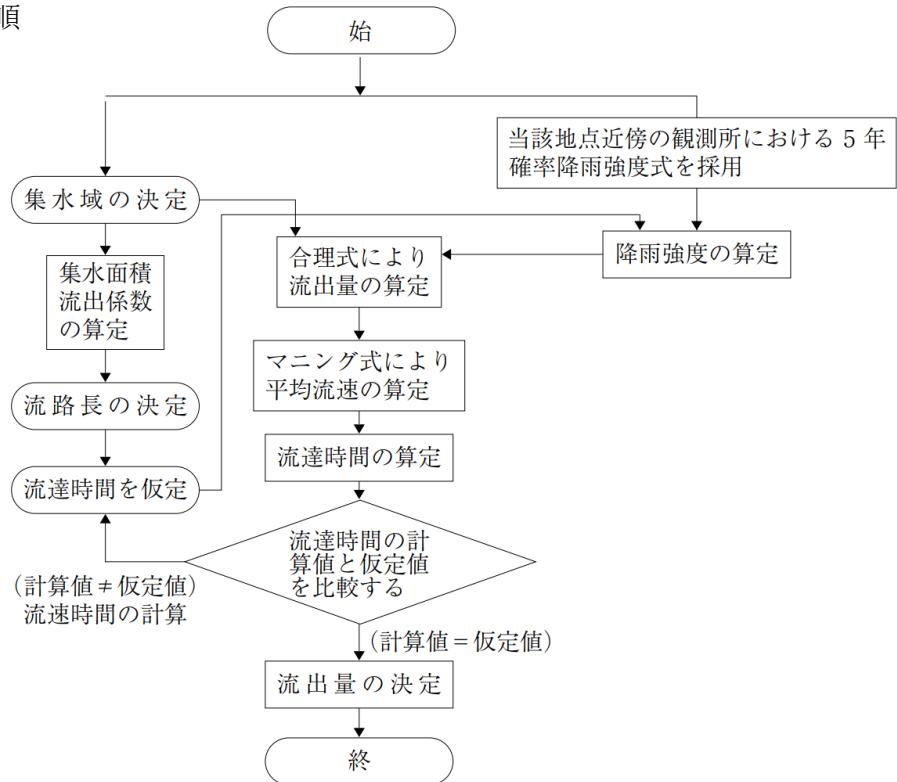 順
始
当該地点近傍の観測所における 5 年
確率降雨強度式を採用
集水域の決定
降雨強度の算定
合理式により
流出量の算定
集水面積
流出係数
の算定
マニング式により
平均流速の算定
流路長の決定
流達時間の算定
流達時間を仮定
流達時間の計
算値と仮定値
を比較する
(計算値≠仮定値)
流速時間の計算
(計算値=仮定値)
流出量の決定
終